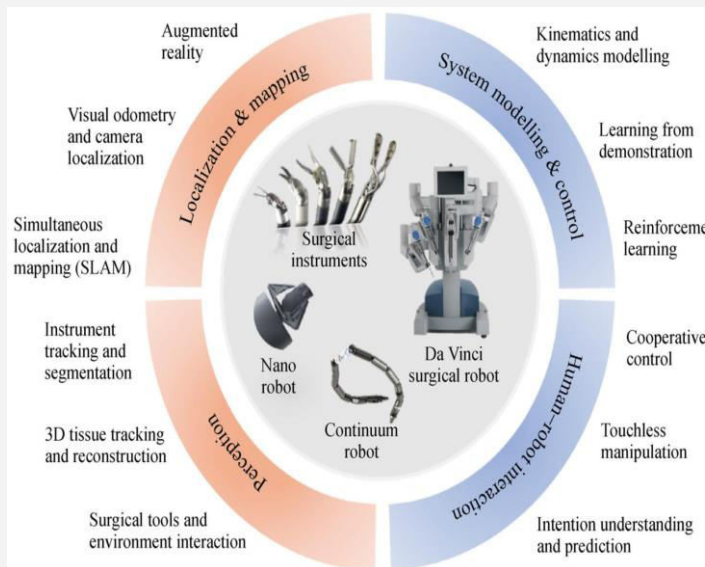 Augmented
reality
Visual odometry
and camera
localization
Simultaneous
localization and
mapping (SLAM)
Localization & mapping
Kinematics and
dynamics modelling
Learning from
demonstration
Reinforceme
learning
System modelling & control
Surgical
instruments
Da Vinci
surgical robot
Nano
robot
Continuum
robot
Instrument
tracking and
segmentation
3D tissue tracking
and reconstruction
Surgical tools and
environment interaction
Perception
Cooperative
control
Touchless
manipulation
Intention understanding
and prediction
Human–robot interaction